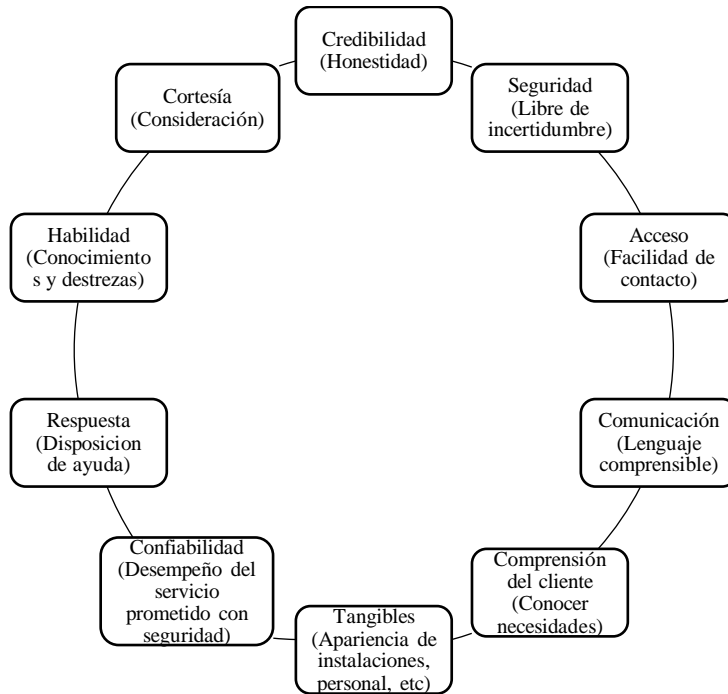 Credibilidad
(Honestidad)
Seguridad
(Libre de
incertidumbre)
Acceso
(Facilidad de
contacto)
Comunicación
(Lenguaje
comprensible)
Comprensión
del cliente
(Conocer
necesidades)
Tangibles
(Apariencia de
instalaciones,
personal, etc)
Confiabilidad
(Desempeño del
servicio
prometido con
seguridad)
Respuesta
(Disposicion
de ayuda)
Habilidad
(Conocimiento
s y destrezas)
Cortesía
(Consideración)